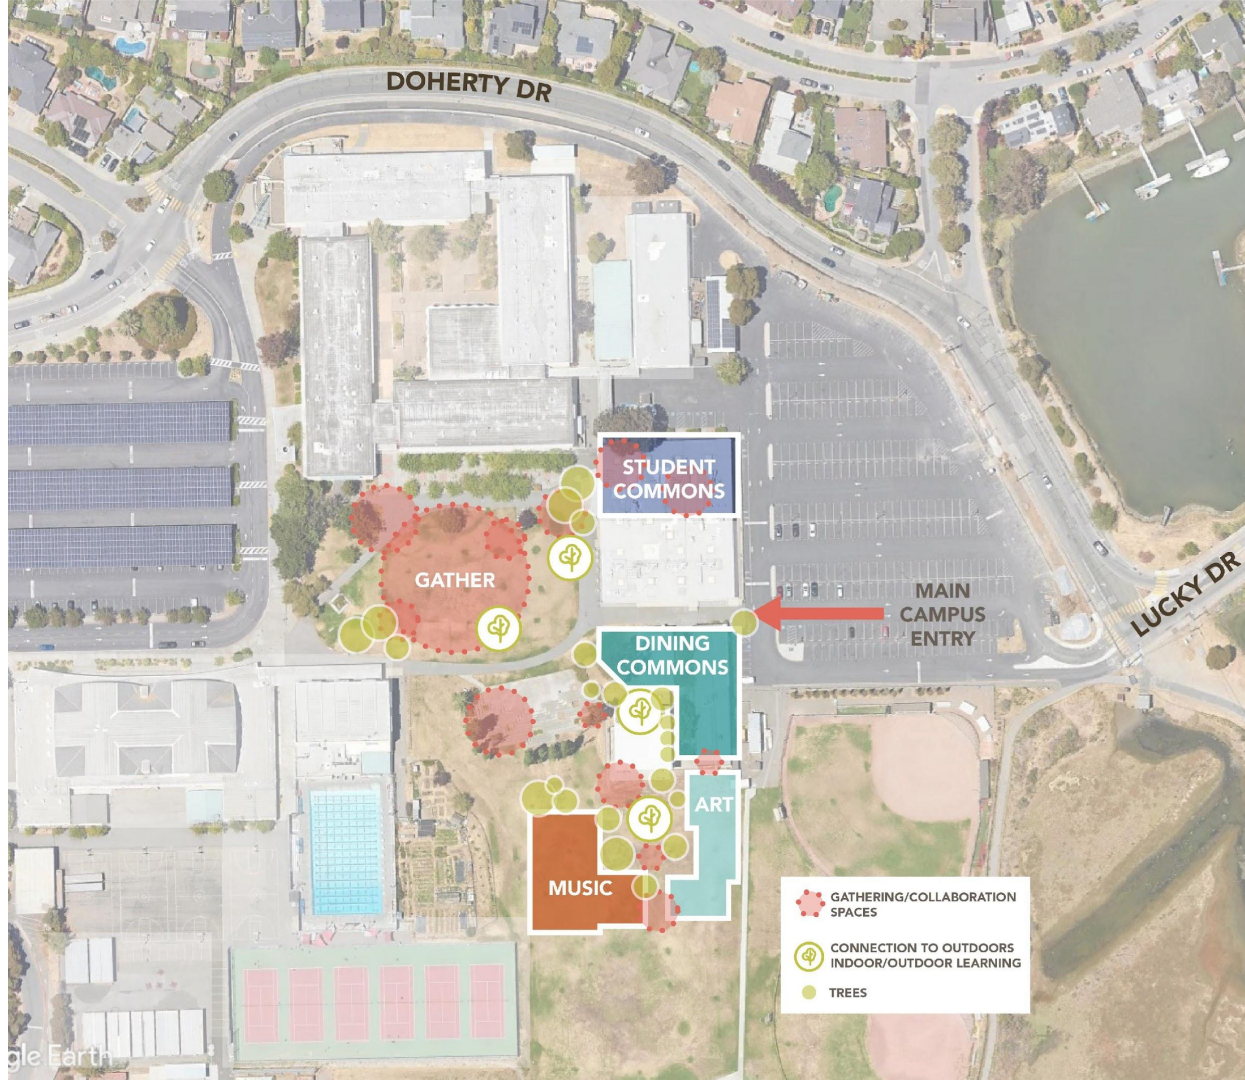 DOHERTY DR
STUDENT
COMMONS
GATHER
MAIN
CAMPUS
ENTRY
LUCKY DR
DINING
COMMONS
ART
MUSIC
GATHERING/COLLABORATION
SPACES
CONNECTION TO OUTDOORS
INDOOR/OUTDOOR LEARNING
TREES
gle Earth